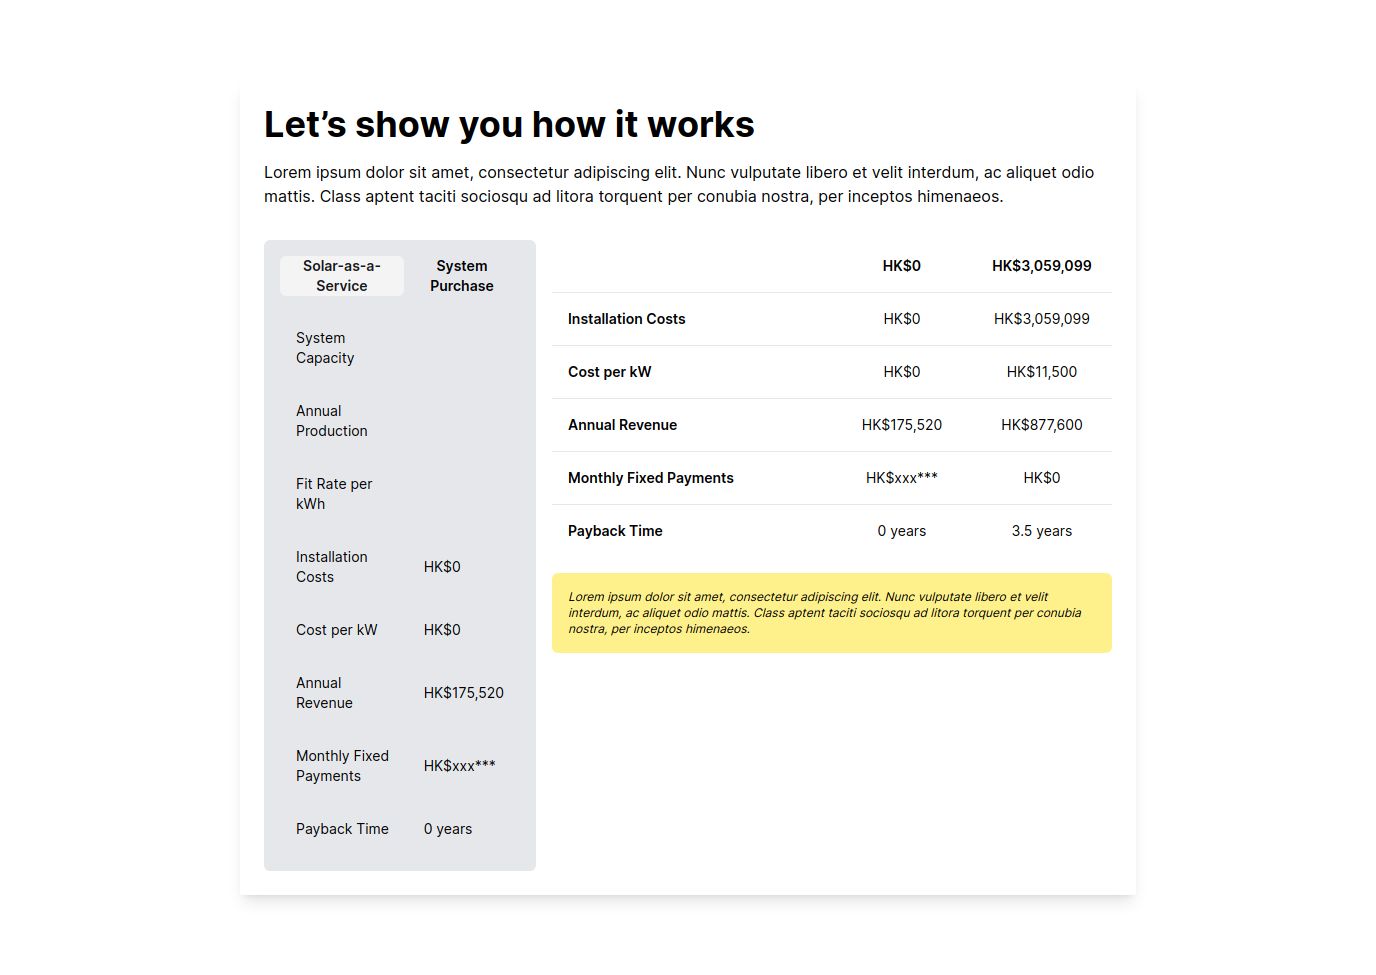 Let’s show you how it works
Lorem ipsum dolor sit amet, consectetur adipiscing elit. Nunc vulputate libero et velit interdum, ac aliquet odio
mattis. Class aptent taciti sociosqu ad litora torquent per conubia nostra, per inceptos himenaeos.
Solar-as-a-
Service
System
Purchase
System
Capacity
Annual
Production
Fit Rate per
kWh
Installation
Costs
HK$0
Cost per kW
HK$0
Annual
Revenue
HK$175,520
Monthly Fixed
Payments
HK$xxx***
Payback Time
0 years
HK$0
HK$3,059,099
Installation Costs
HK$0
HK$3,059,099
Cost per kW
HK$0
HK$11,500
Annual Revenue
HK$175,520
HK$877,600
Monthly Fixed Payments
HK$xxx***
HK$0
Payback Time
0 years
3.5 years
Lorem ipsum dolor sit amet, consectetur adipiscing elit. Nunc vulputate libero et velit
interdum, ac aliquet odio mattis. Class aptent taciti sociosqu ad litora torquent per conubia
nostra, per inceptos himenaeos.